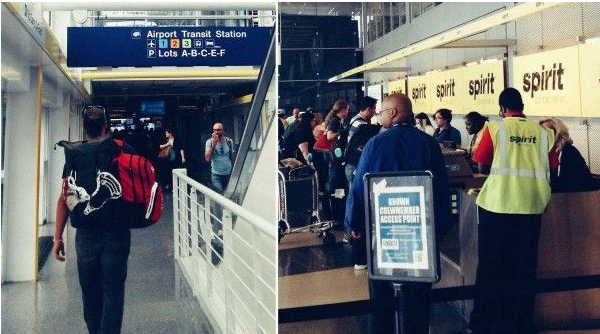 Airport Transit Station
1 2 3
P Lots A-B-C-E-F
spirit
spirit
spirit
spirit
spirit
KNOWN
CREWMEMBER
ACCESS
POINT